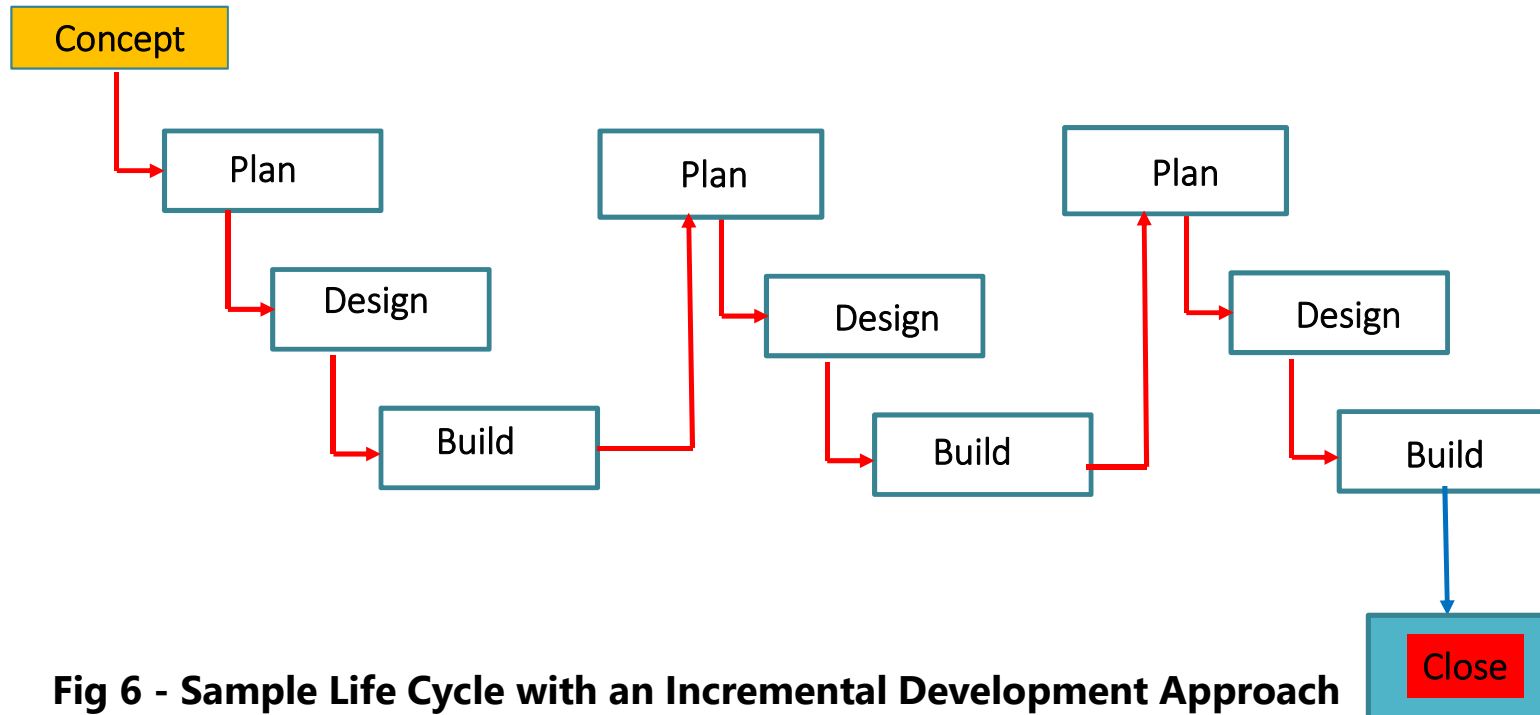 Concept
Plan
Plan
Plan
Design
Design
Design
Build
Build
Build
Close
Fig 6 - Sample Life Cycle with an Incremental Development Approach